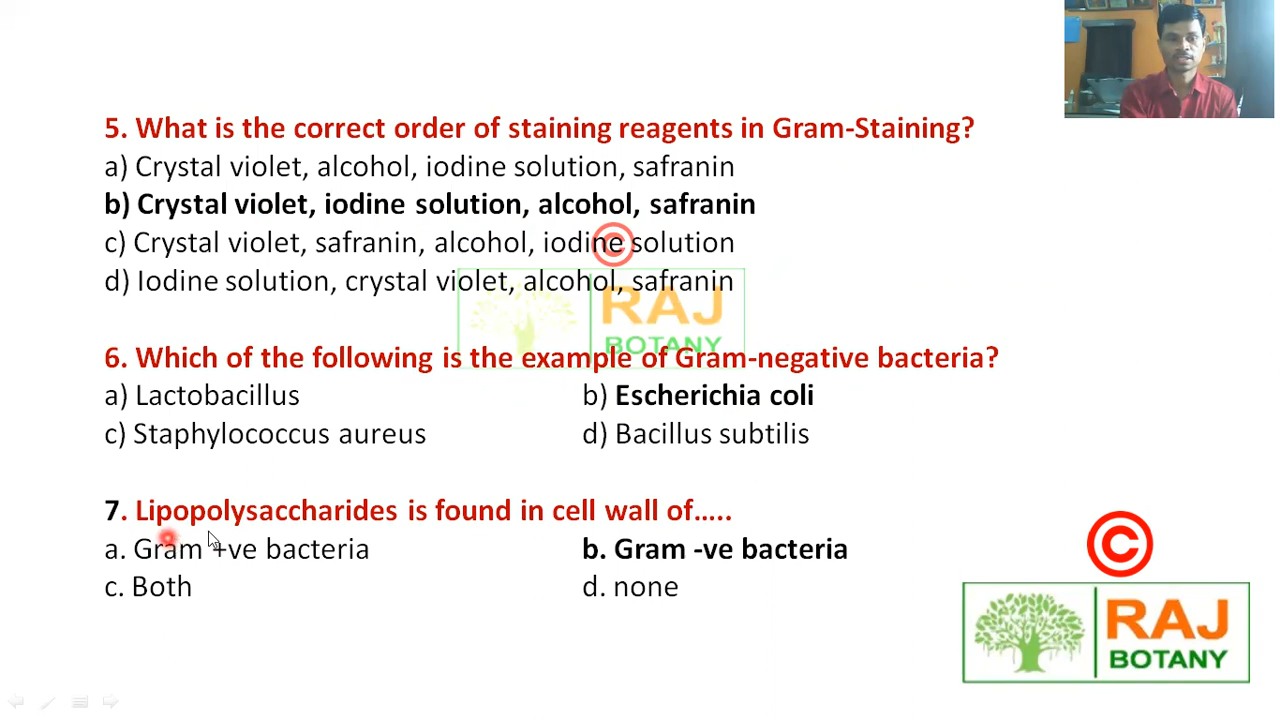 5. What is the correct order of staining reagents in Gram-Staining?
a) Crystal violet, alcohol, iodine solution, safranin
b) Crystal violet, iodine solution, alcohol, safranin
c) Crystal violet, safranin, alcohol, iodine solution
d) Iodine solution, crystal violet, alcohol, safranin
©
RAJ
BOTANY
6. Which of the following is the example of Gram-negative bacteria?
a) Lactobacillus b) Escherichia coli
c) Staphylococcus aureus d) Bacillus subtilis
7. Lipopolysaccharides is found in cell wall of.....
a. Gram +ve bacteria b. Gram -ve bacteria
c. Both d. none
©
RAJ
BOTANY